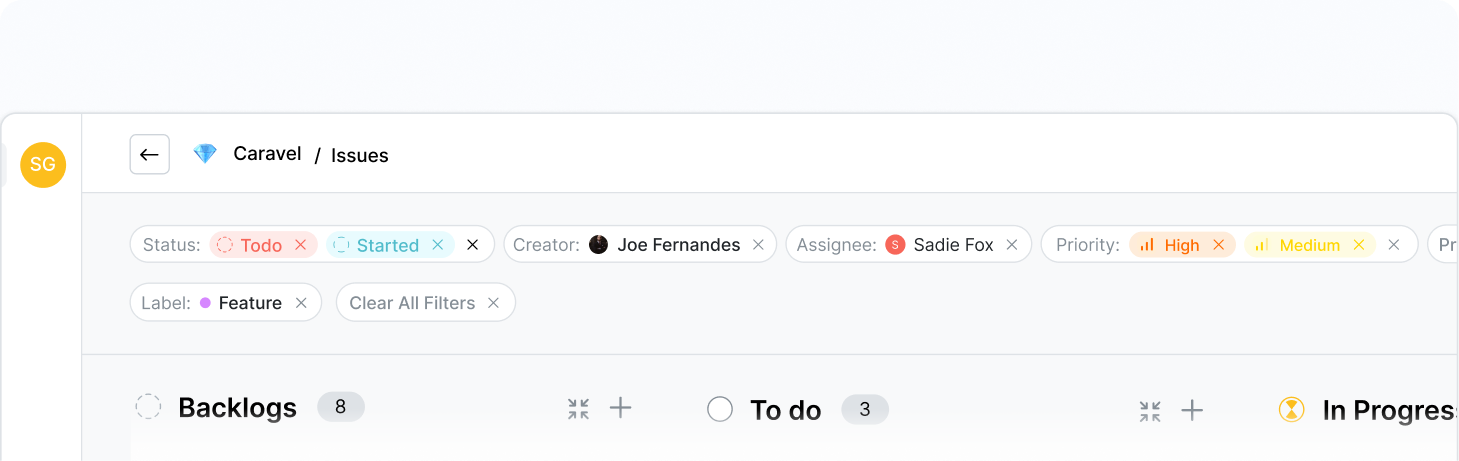 SG
Caravel / Issues
Status: Todo Started Creator: Joe Fernandes Assignee: S Sadie Fox Priority: High Medium Pr
Label: Feature Clear All Filters
Backlogs 8 To do 3 In Progres